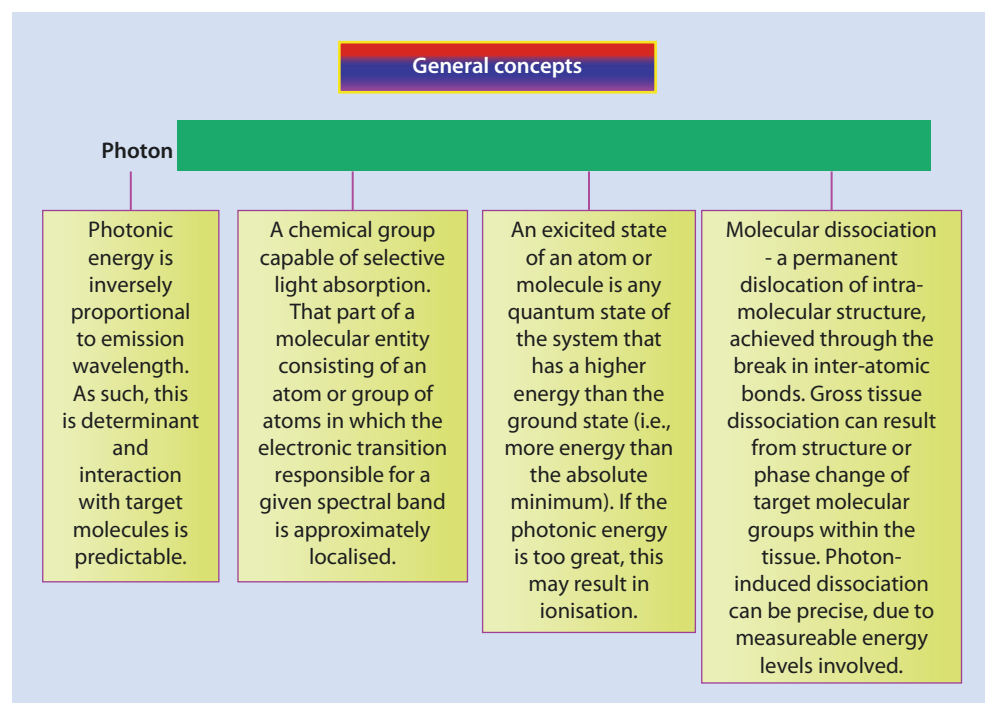 General concepts
Photon
Photonic
energy is
inversely
proportional
to emission
wavelength.
As such, this
is determinant
and
interaction
with target
molecules is
predictable.
A chemical group
capable of selective
light absorption.
That part of a
molecular entity
consisting of an
atom or group of
atoms in which the
electronic transition
responsible for a
given spectral band
is approximately
localised.
An exicited state
of an atom or
molecule is any
quantum state of
the system that
has a higher
energy than the
ground state (i.e.,
more energy than
the absolute
minimum). If the
photonic energy
is too great, this
may result in
ionisation.
Molecular dissociation
- a permanent
dislocation of intra-
molecular structure,
achieved through the
break in inter-atomic
bonds. Gross tissue
dissociation can result
from structure or
phase change of
target molecular
groups within the
tissue. Photon-
induced dissociation
can be precise, due to
measureable energy
levels involved.